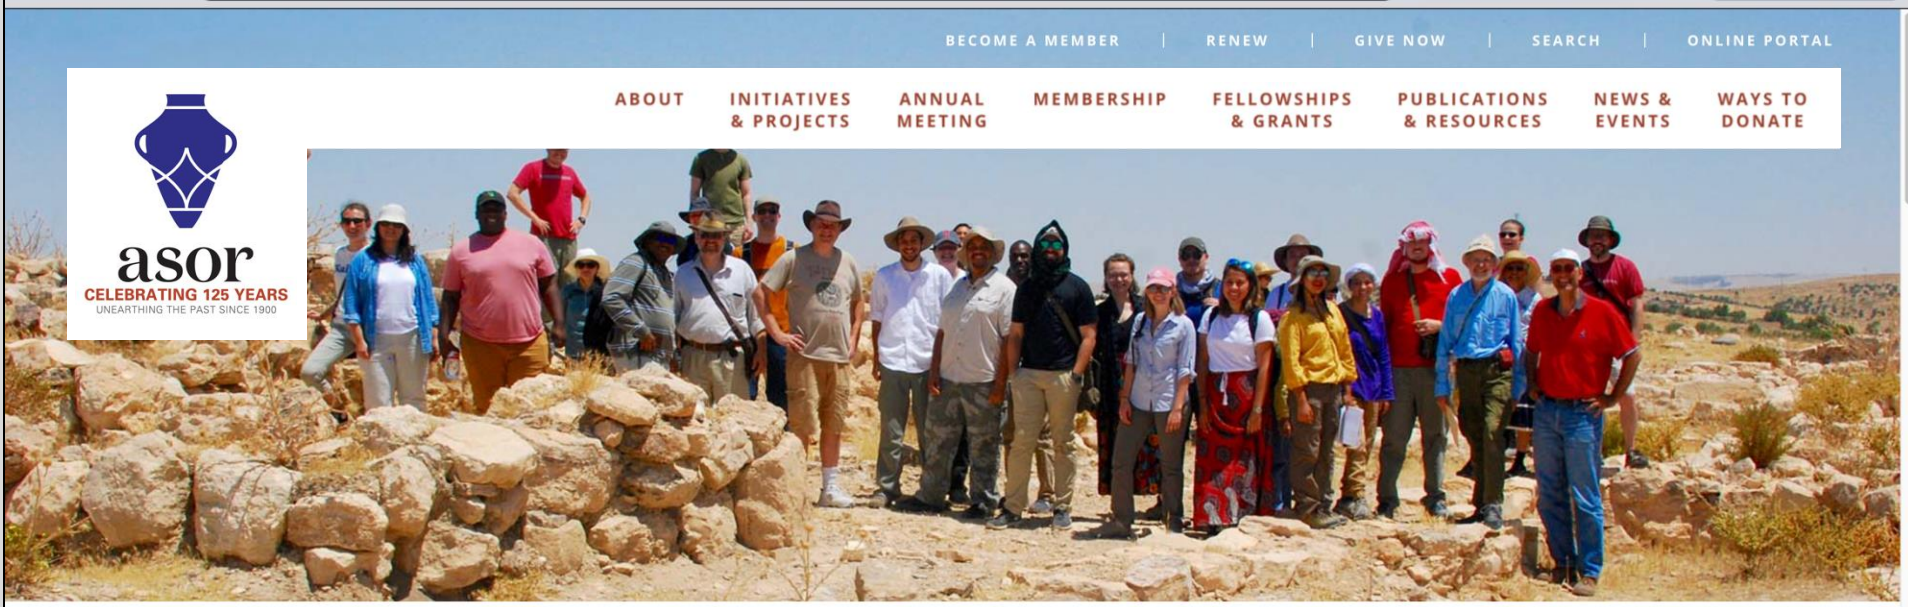 BECOME A MEMBER | RENEW | GIVE NOW | SEARCH | ONLINE PORTAL
ABOUT
INITIATIVES
& PROJECTS
ANNUAL
MEETING
MEMBERSHIP
FELLOWSHIPS
& GRANTS
PUBLICATIONS
& RESOURCES
NEWS &
EVENTS
WAYS TO
DONATE
asor
CELEBRATING 125 YEARS
UNEARTHING THE PAST SINCE 1900